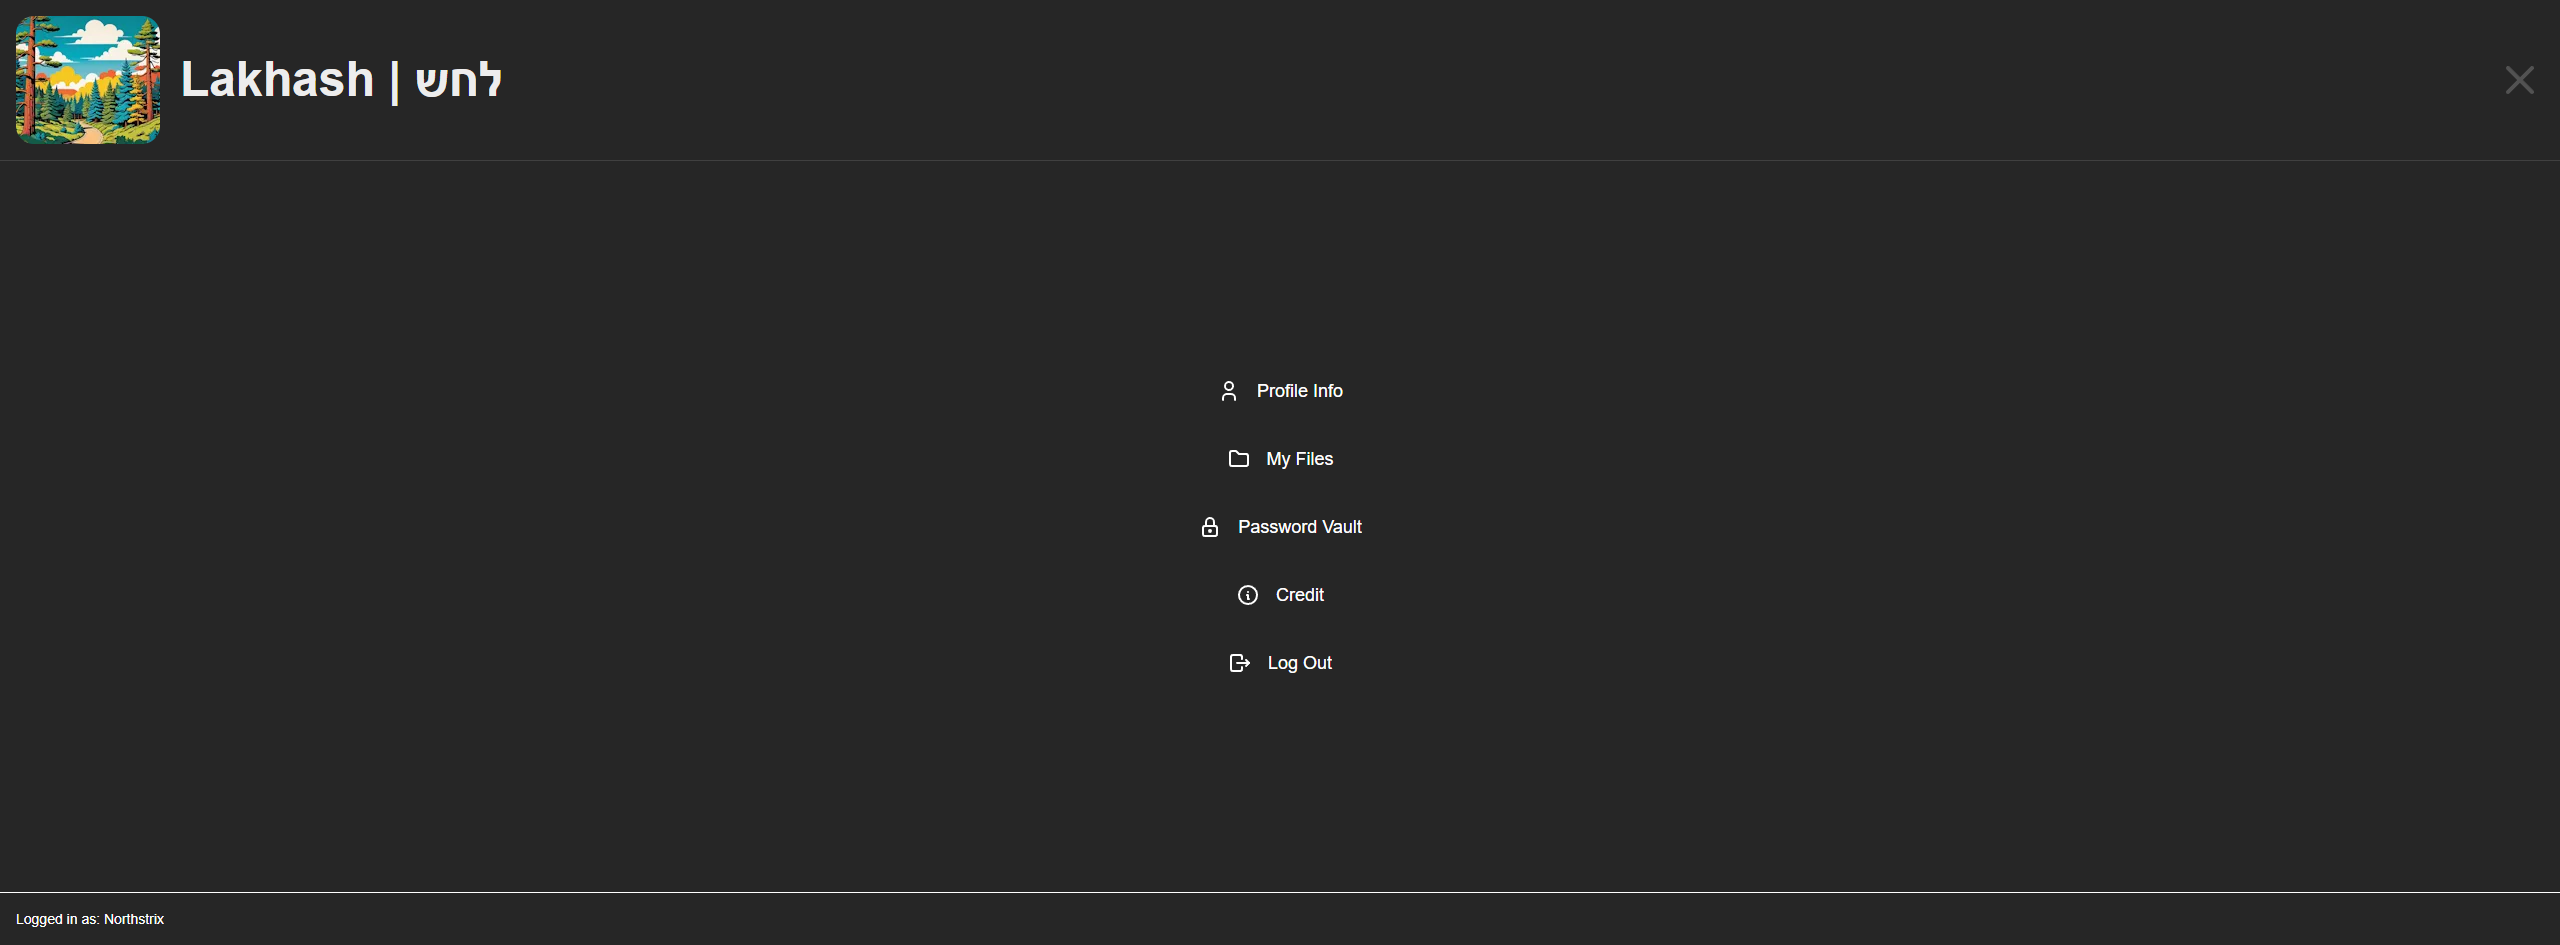 Lakhash | לחש
Profile Info
My Files
Password Vault
Credit
Log Out
Logged in as: Northstrix